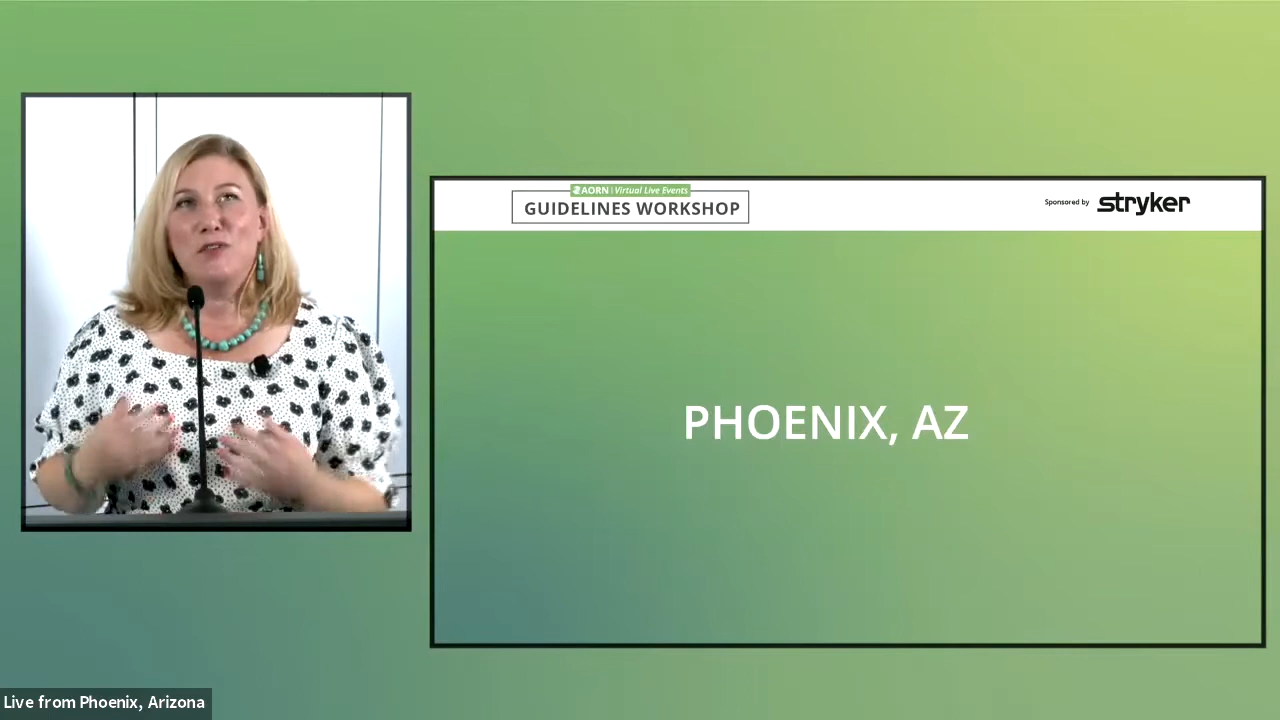 AORN | Virtual Live Events
GUIDELINES WORKSHOP
Sponsored by stryker
PHOENIX, AZ
Live from Phoenix, Arizona